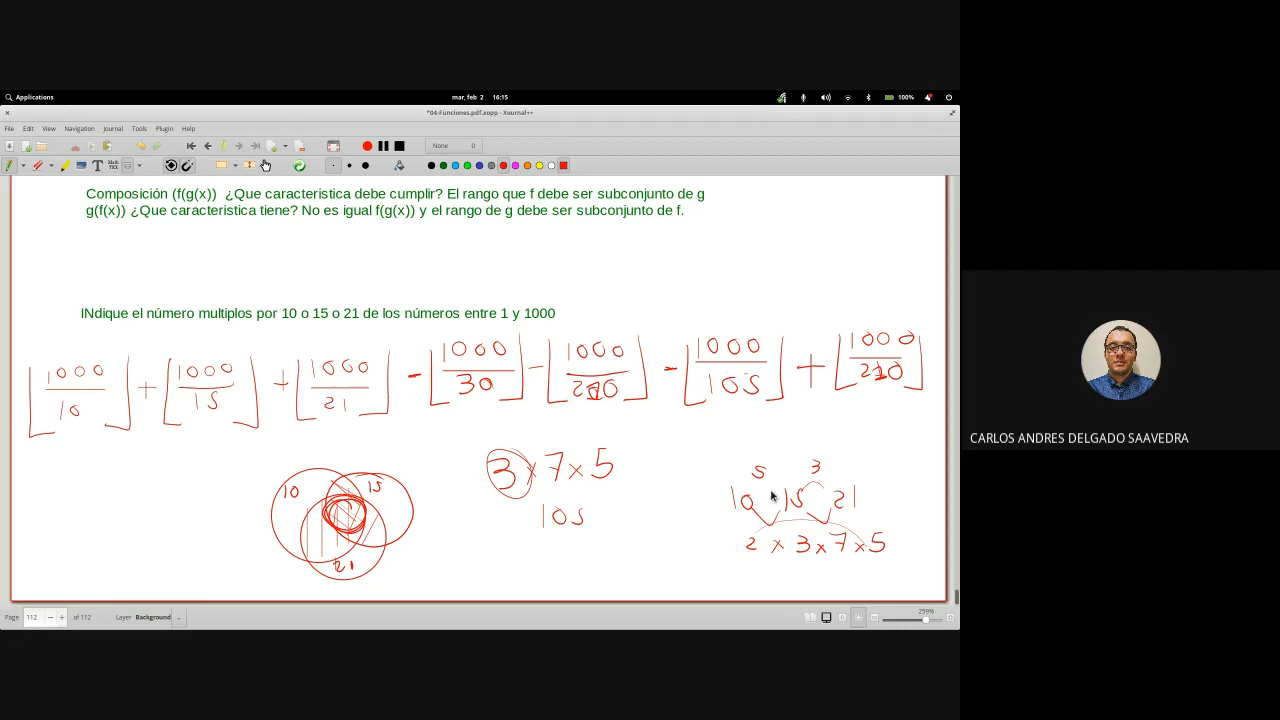 Applications
mar, feb 2 16:15
100%
*04-Funciones.pdf.xopp - Xournal++
File Edit View Navigation Journal Tools Plugin Help
None 0
Composición (f(g(x)) ¿Que caracteristica debe cumplir? El rango que f debe ser subconjunto de g
g(f(x)) ¿Que caracteristica tiene? No es igual f(g(x)) y el rango de g debe ser subconjunto de f.
INdique el número multiplos por 10 o 15 o 21 de los números entre 1 y 1000
⌊1000/10⌋ + ⌊1000/15⌋ + ⌊1000/21⌋ - ⌊1000/30⌋ - ⌊1000/210⌋ - ⌊1000/105⌋ + ⌊1000/210⌋
3 x 7 x 5
105
10 15
21
5 3
10 15 21
2 x 3 x 7 x 5
CARLOS ANDRES DELGADO SAAVEDRA
Page 112 of 112 Layer Background
259%